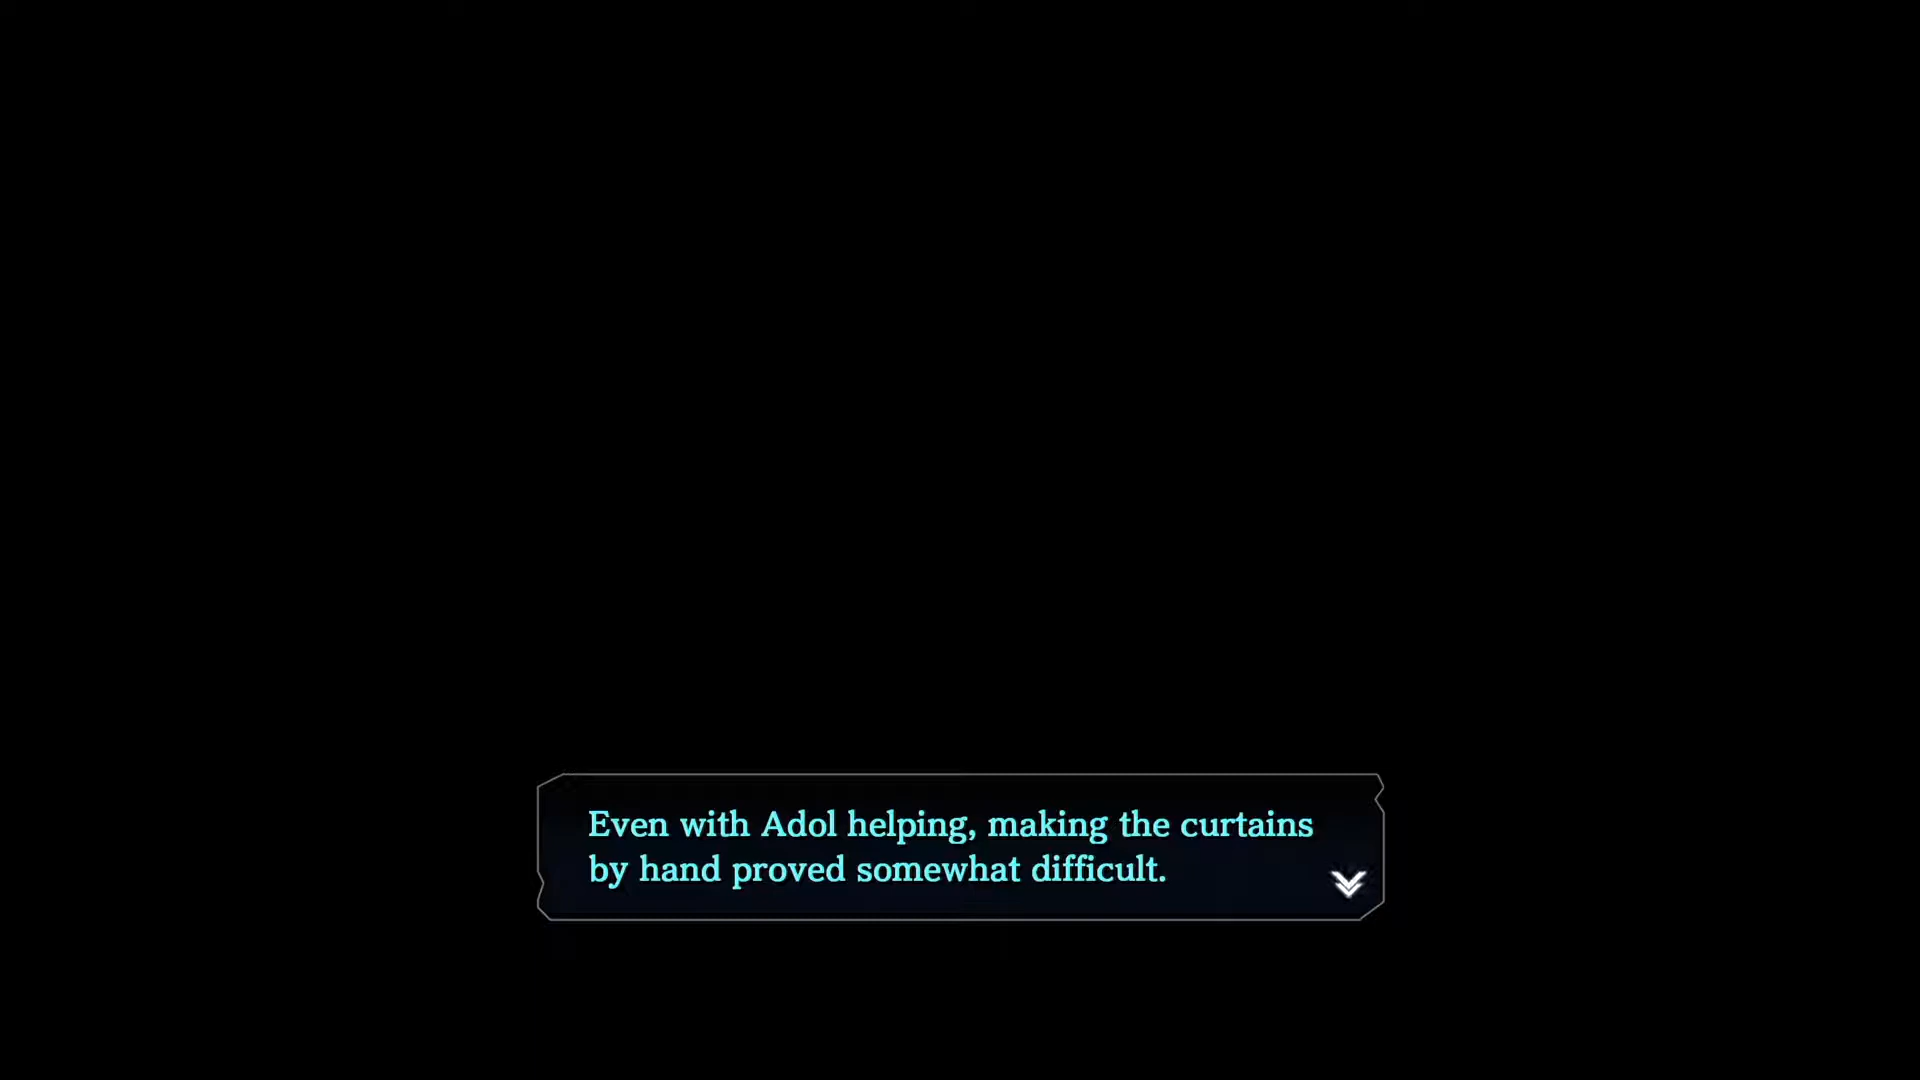 Even with Adol helping, making the curtains
by hand proved somewhat difficult.